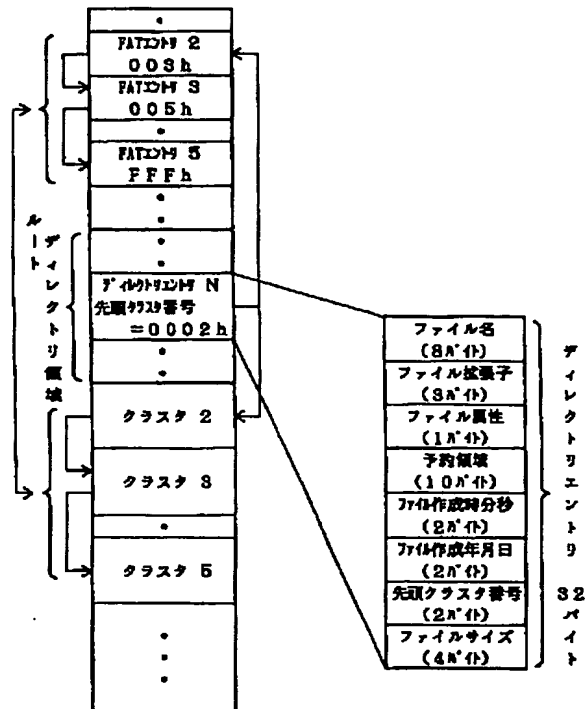 FATエントリ 2
003h
FATエントリ 3
005h
FATエントリ 5
FFFh
ルート
ディレクトリ領域
ディレクトリエントリ N
先頭クラスタ番号
=0002h
クラスタ 2
クラスタ 3
クラスタ 5
ファイル名
(8バイト)
ファイル拡張子
(3バイト)
ファイル属性
(1バイト)
予約領域
(10バイト)
ファイル作成時分秒
(2バイト)
ファイル作成年月日
(2バイト)
先頭クラスタ番号
(2バイト)
ファイルサイズ
(4バイト)
ディレクトリエントリ 32バイト